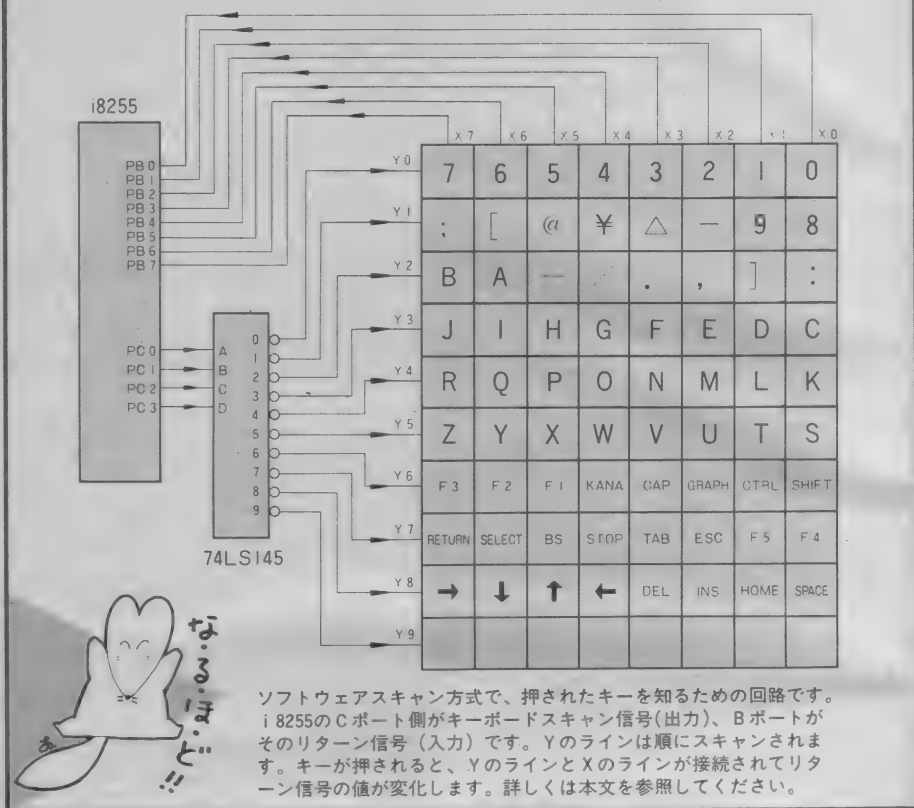 i8255
PB 0
PB 1
PB 2
PB 3
PB 4
PB 5
PB 6
PB 7
PC 0
PC 1
PC 2
PC 3
A
B
C
D
0
1
2
3
4
5
6
7
8
9
74LS145
X 7 X 6 X 5 X 4 X 3 X 2 X 0
Y 0 7 6 5 4 3 2 1 0
Y 1 ; [ @ ¥ △ − 9 8
Y 2 B A — . , ] :
Y 3 J I H G F E D C
Y 4 R Q P O N M L K
Y 5 Z Y X W V U T S
Y 6 F 3 F 2 F 1 KANA CAP GRAPH CTRL SHIFT
Y 7 RETURN SELECT BS STOP TAB ESC F 5 F 4
Y 8 → ↓ ↑ ← DEL INS HOME SPACE
Y 9
な・る・ほ・ど!!
ソフトウェアスキャン方式で、押されたキーを知るための回路です。
i 8255のCポート側がキーボードスキャン信号(出力)、Bポートが
そのリターン信号 (入力) です。Yのラインは順にスキャンされま
す。キーが押されると、YのラインとXのラインが接続されてリタ
ーン信号の値が変化します。詳しくは本文を参照してください。